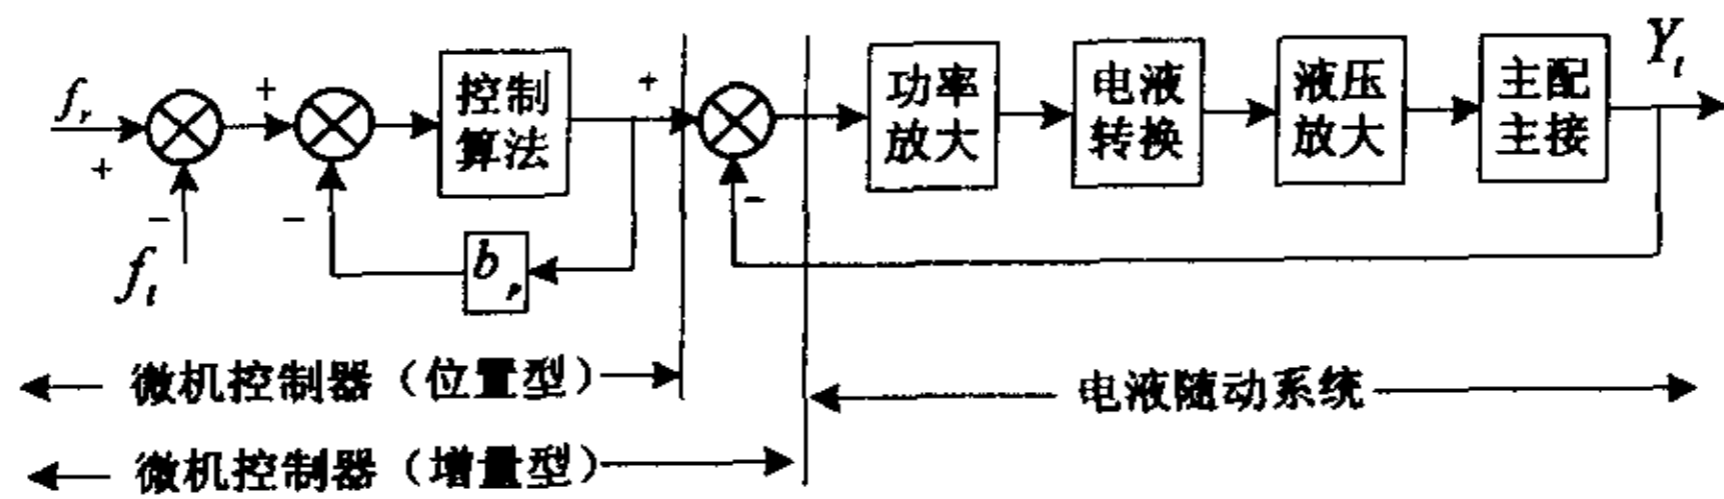 f_r
+
−
f_t
+
−
控制
算法
b_p
+
−
功率
放大
电液
转换
液压
放大
主配
主接
Y_t
微机控制器（位置型）
电液随动系统
微机控制器（增量型）